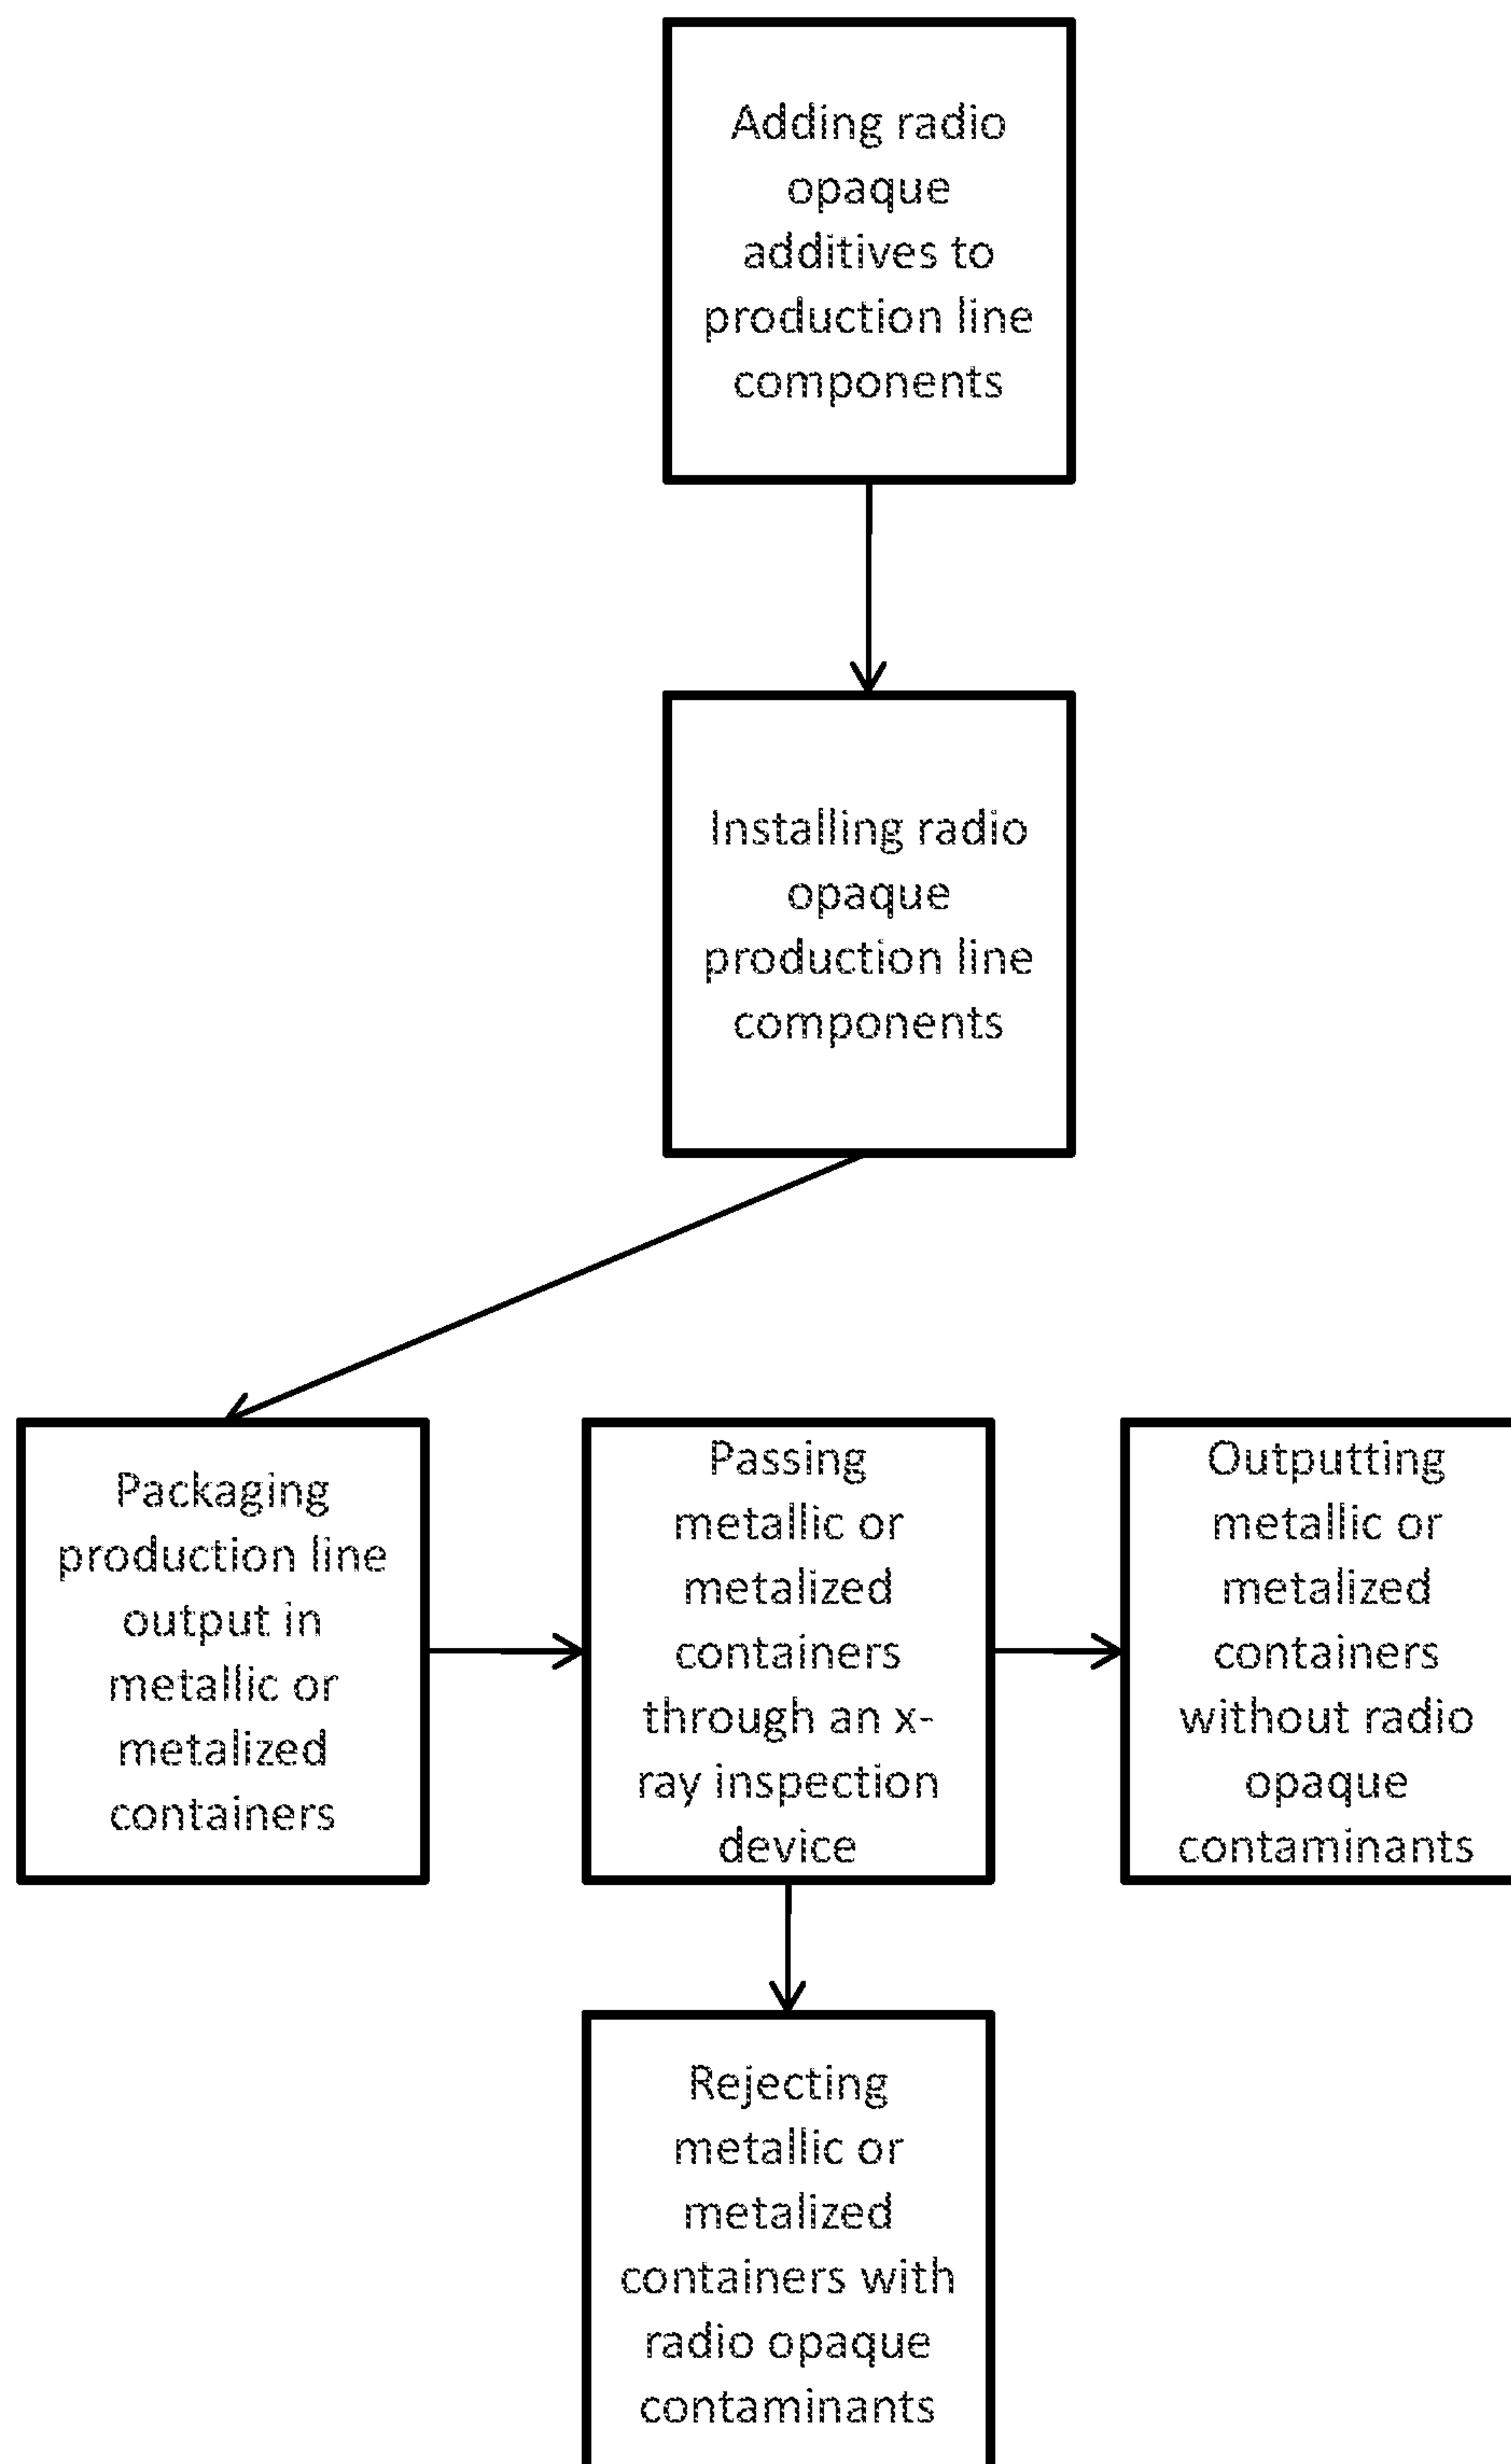 Adding radio
opaque
additives to
production line
components
Installing radio
opaque
production line
components
Packaging
production line
output in
metallic or
metalized
containers
Passing
metallic or
metalized
containers
through an x-
ray inspection
device
Outputting
metallic or
metalized
containers
without radio
opaque
contaminants
Rejecting
metallic or
metalized
containers with
radio opaque
contaminants